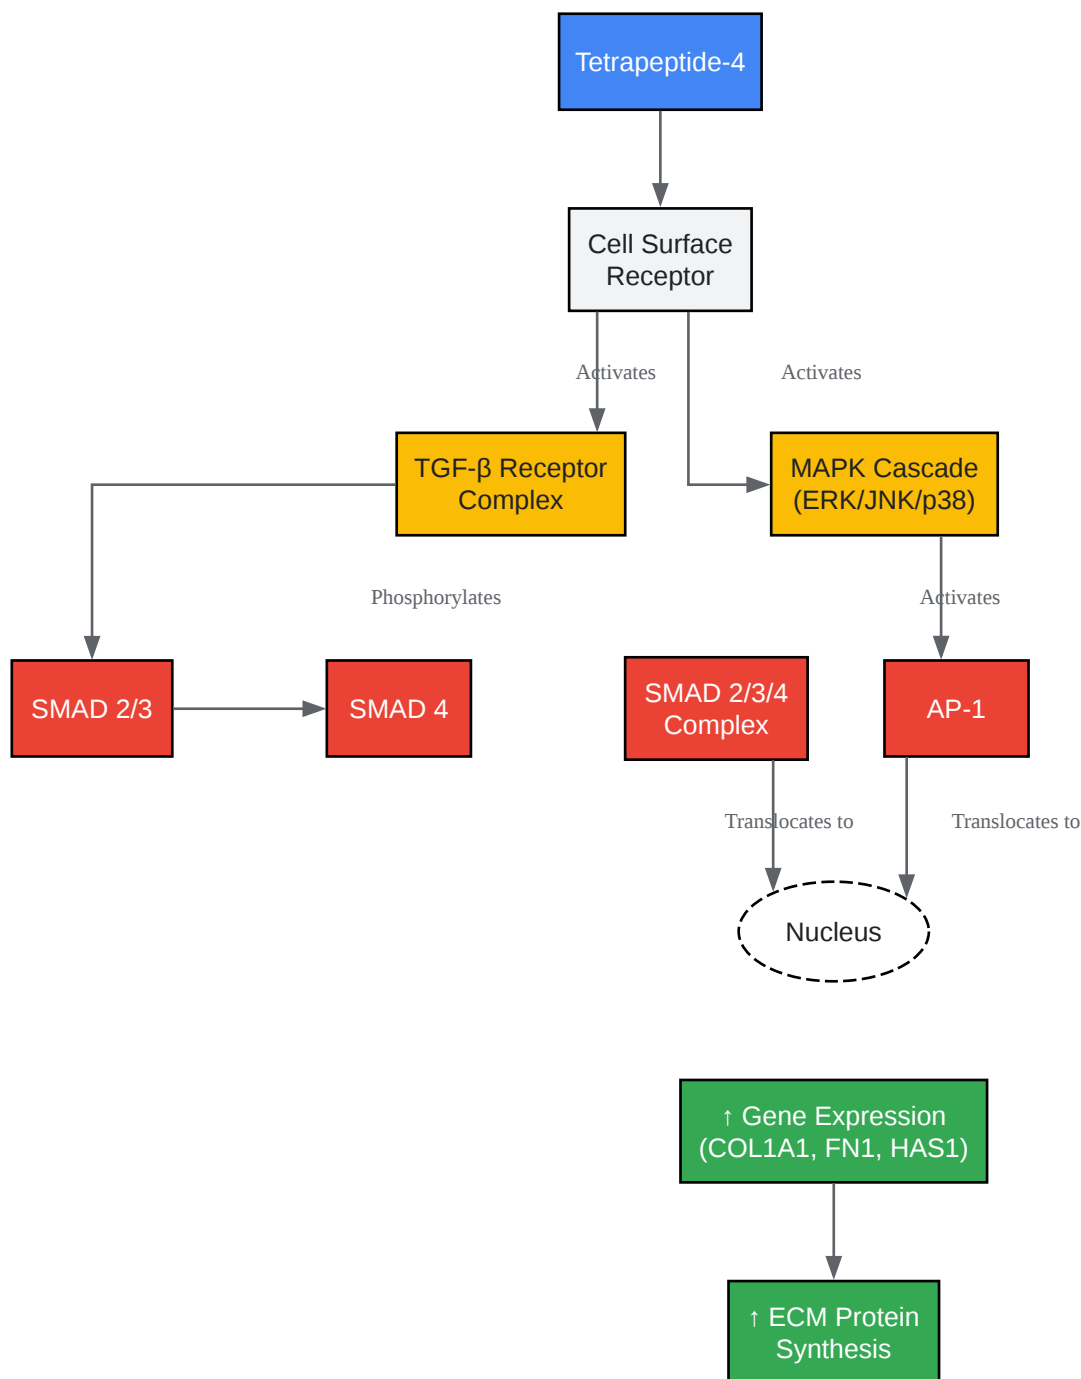 Tetrapeptide-4
Cell Surface
Receptor
Activates
Activates
TGF-β Receptor
Complex
MAPK Cascade
(ERK/JNK/p38)
Phosphorylates
Activates
SMAD 2/3
SMAD 4
SMAD 2/3/4
Complex
AP-1
Translocates to
Translocates to
Nucleus
↑ Gene Expression
(COL1A1, FN1, HAS1)
↑ ECM Protein
Synthesis